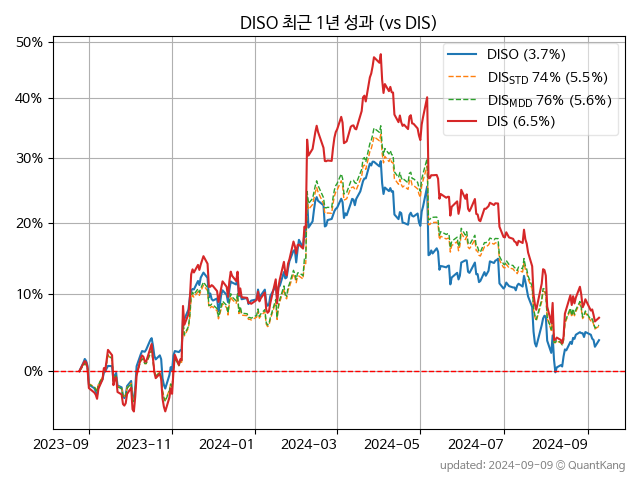 DISO 최근 1년 성과 (vs DIS)
DISO (3.7%)
DIS_STD 74% (5.5%)
DIS_MDD 76% (5.6%)
DIS (6.5%)
50%
40%
30%
20%
10%
0%
2023-09 2023-11 2024-01 2024-03 2024-05 2024-07 2024-09
updated: 2024-09-09 © QuantKang